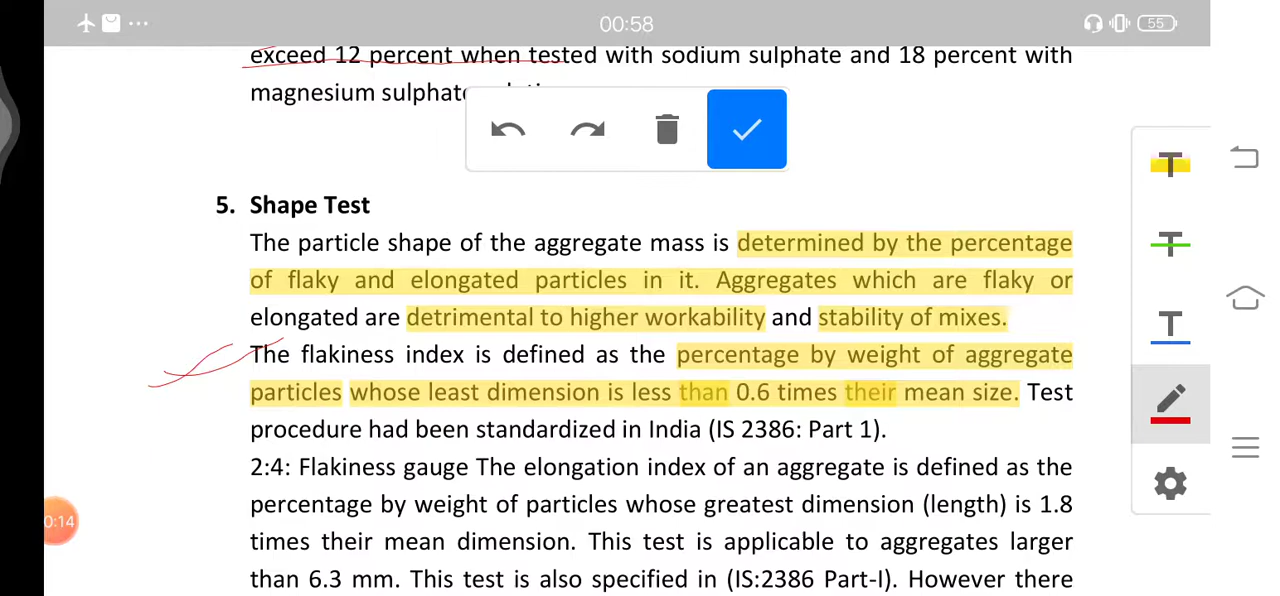 00:58
55
exceed 12 percent when tested with sodium sulphate and 18 percent with
magnesium sulphate
5. Shape Test
The particle shape of the aggregate mass is determined by the percentage
of flaky and elongated particles in it. Aggregates which are flaky or
elongated are detrimental to higher workability and stability of mixes.
The flakiness index is defined as the percentage by weight of aggregate
particles whose least dimension is less than 0.6 times their mean size. Test
procedure had been standardized in India (IS 2386: Part 1).
2:4: Flakiness gauge The elongation index of an aggregate is defined as the
percentage by weight of particles whose greatest dimension (length) is 1.8
times their mean dimension. This test is applicable to aggregates larger
than 6.3 mm. This test is also specified in (IS:2386 Part-I). However there
0:14
T
T
T